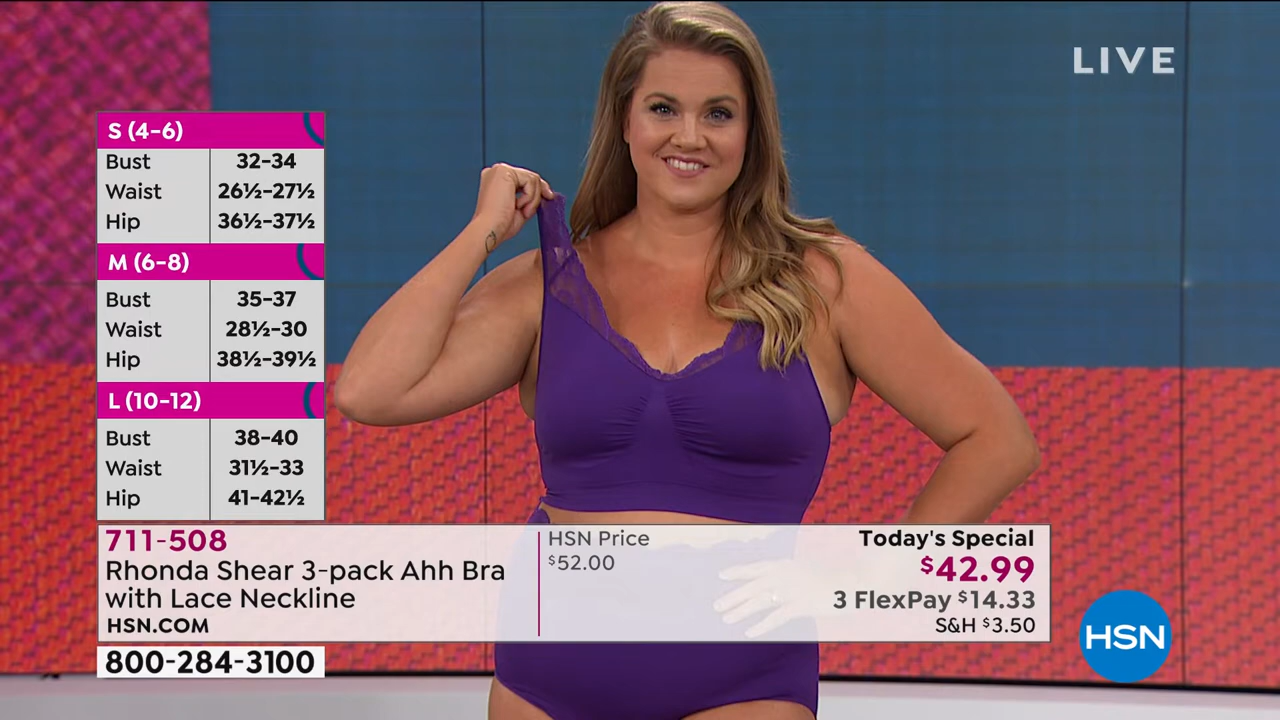 LIVE
S (4-6)
Bust 32-34
Waist 26½-27½
Hip 36½-37½
M (6-8)
Bust 35-37
Waist 28½-30
Hip 38½-39½
L (10-12)
Bust 38-40
Waist 31½-33
Hip 41-42½
711-508
Rhonda Shear 3-pack Ahh Bra
with Lace Neckline
HSN.COM
HSN Price
$52.00
Today's Special
$42.99
3 FlexPay $14.33
S&H $3.50
800-284-3100
HSN